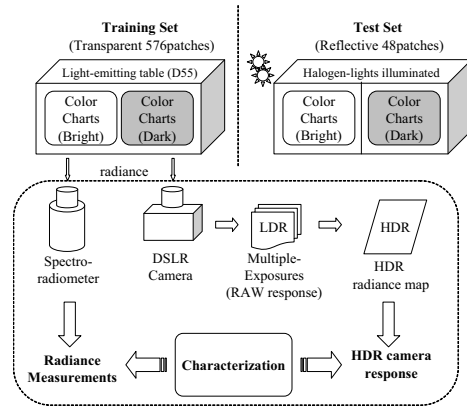 Training Set
(Transparent 576patches)
Light-emitting table (D55)
Color
Charts
(Bright)
Color
Charts
(Dark)
Test Set
(Reflective 48patches)
Halogen-lights illuminated
Color
Charts
(Bright)
Color
Charts
(Dark)
radiance
Spectro-
radiometer
DSLR
Camera
LDR
Multiple-
Exposures
(RAW response)
HDR
HDR
radiance map
Radiance
Measurements
Characterization
HDR camera
response